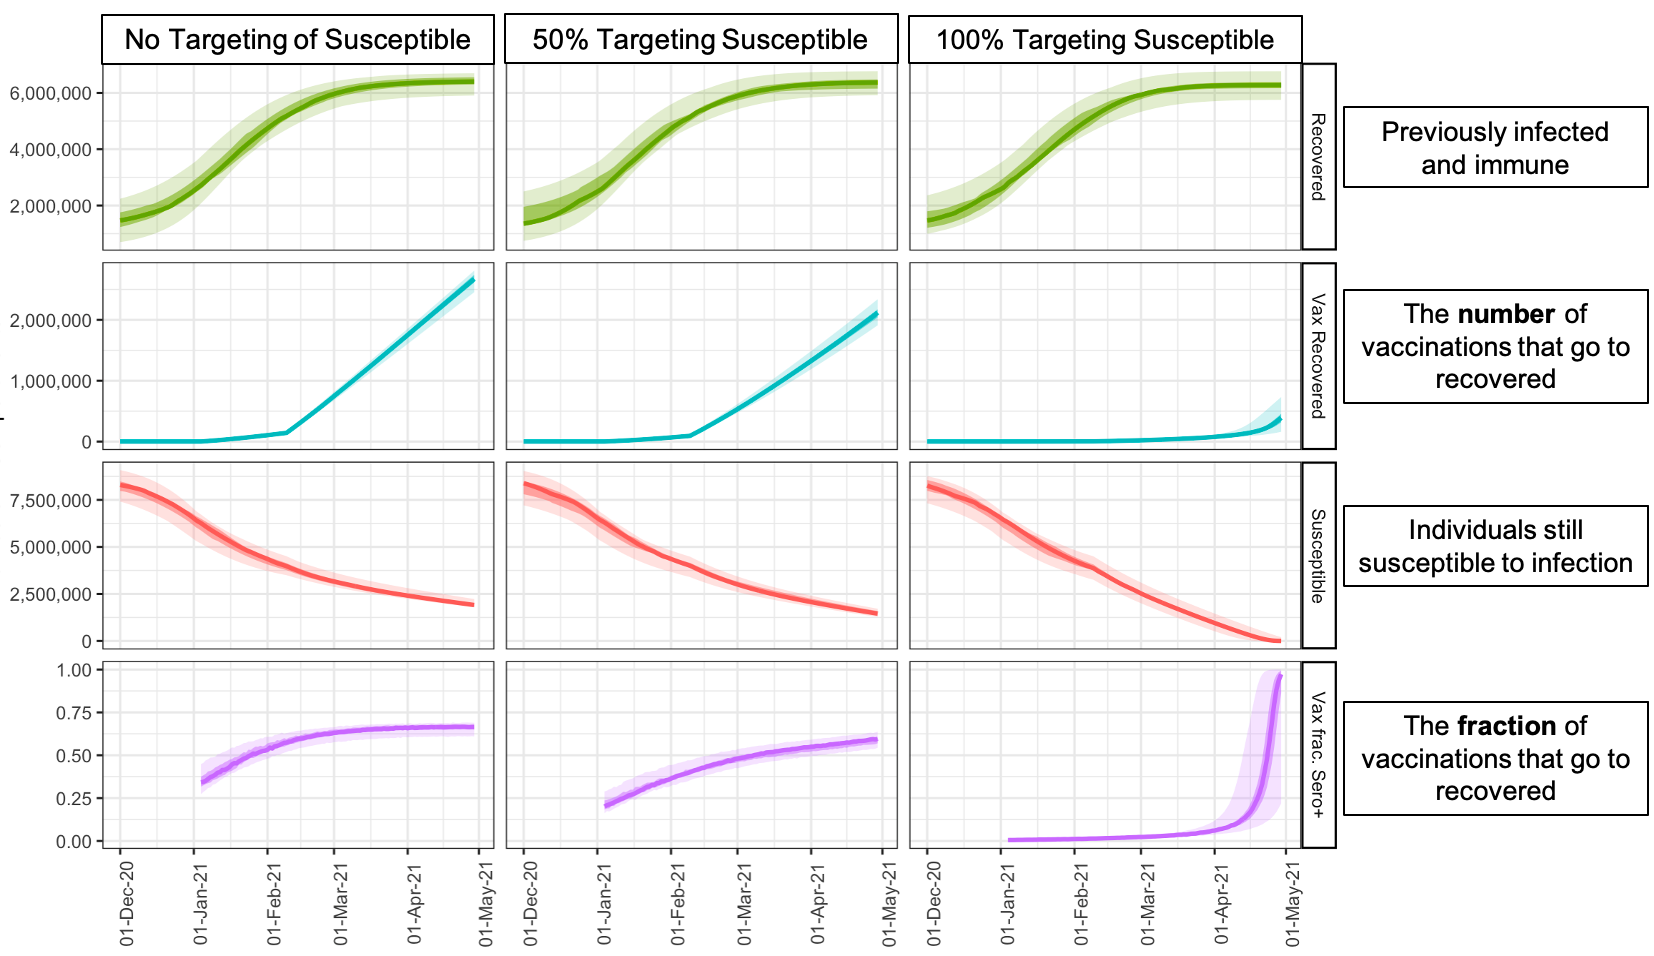 No Targeting of Susceptible
50% Targeting Susceptible
100% Targeting Susceptible
6,000,000
4,000,000
2,000,000
Recovered
Previously infected
and immune
2,000,000
1,000,000
0
Vax Recovered
The number of
vaccinations that go to
recovered
7,500,000
5,000,000
2,500,000
0
Susceptible
Individuals still
susceptible to infection
1.00
0.75
0.50
0.25
0.00
Vax frac. Sero+
The fraction of
vaccinations that go to
recovered
01-Dec-20
01-Jan-21
01-Feb-21
01-Mar-21
01-Apr-21
01-May-21
01-Dec-20
01-Jan-21
01-Feb-21
01-Mar-21
01-Apr-21
01-May-21
01-Dec-20
01-Jan-21
01-Feb-21
01-Mar-21
01-Apr-21
01-May-21